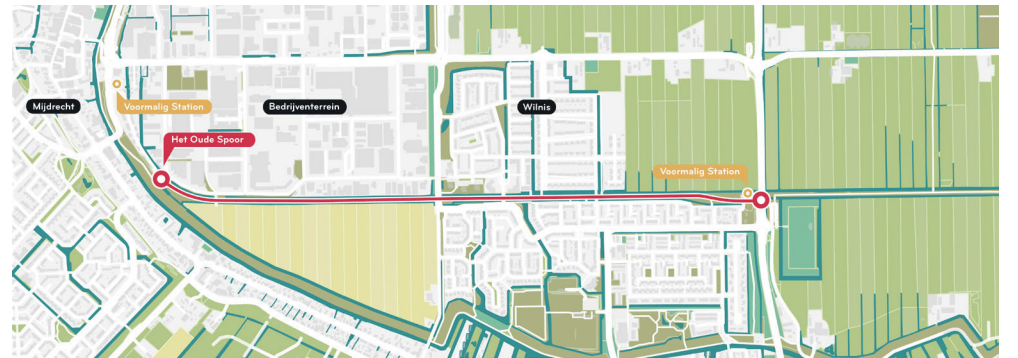 Mijdrecht
Voormalig Station
Bedrijventerrein
Wilnis
Het Oude Spoor
Voormalig Station